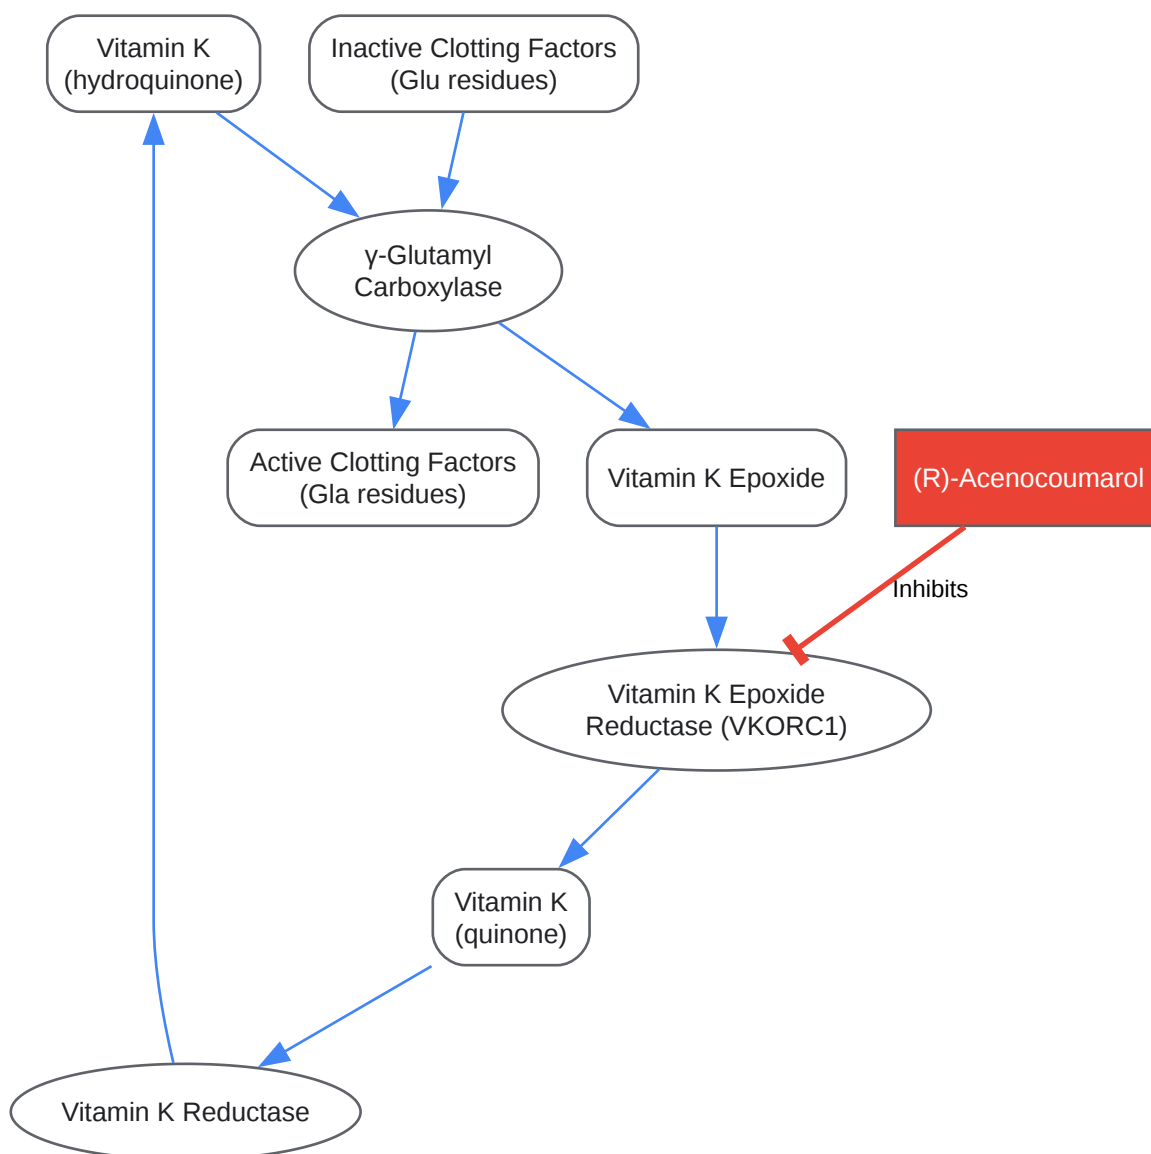 Vitamin K
(hydroquinone)
Inactive Clotting Factors
(Glu residues)
γ-Glutamyl
Carboxylase
Active Clotting Factors
(Gla residues)
Vitamin K Epoxide
(R)-Acenocoumarol
Inhibits
Vitamin K Epoxide
Reductase (VKORC1)
Vitamin K
(quinone)
Vitamin K Reductase